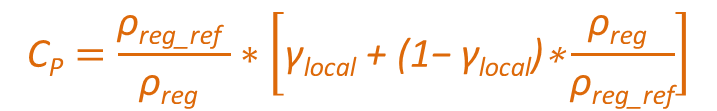 C_P = ρ_reg_ref / ρ_reg * [γ_local + (1− γ_local)* ρ_reg / ρ_reg_ref]